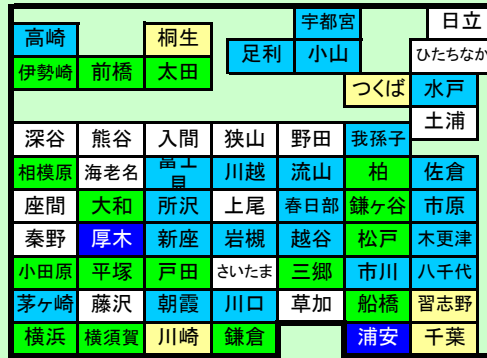 宇都宮 日立
高崎 桐生 足利 小山 ひたちなか
伊勢崎 前橋 太田
つくば 水戸
土浦
深谷 熊谷 入間 狭山 野田 我孫子
相模原 海老名 富士見 川越 流山 柏 佐倉
座間 大和 所沢 上尾 春日部 鎌ヶ谷 市原
秦野 厚木 新座 岩槻 越谷 松戸 木更津
小田原 平塚 戸田 さいたま 三郷 市川 八千代
茅ヶ崎 藤沢 朝霞 川口 草加 船橋 習志野
横浜 横須賀 川崎 鎌倉 浦安 千葉